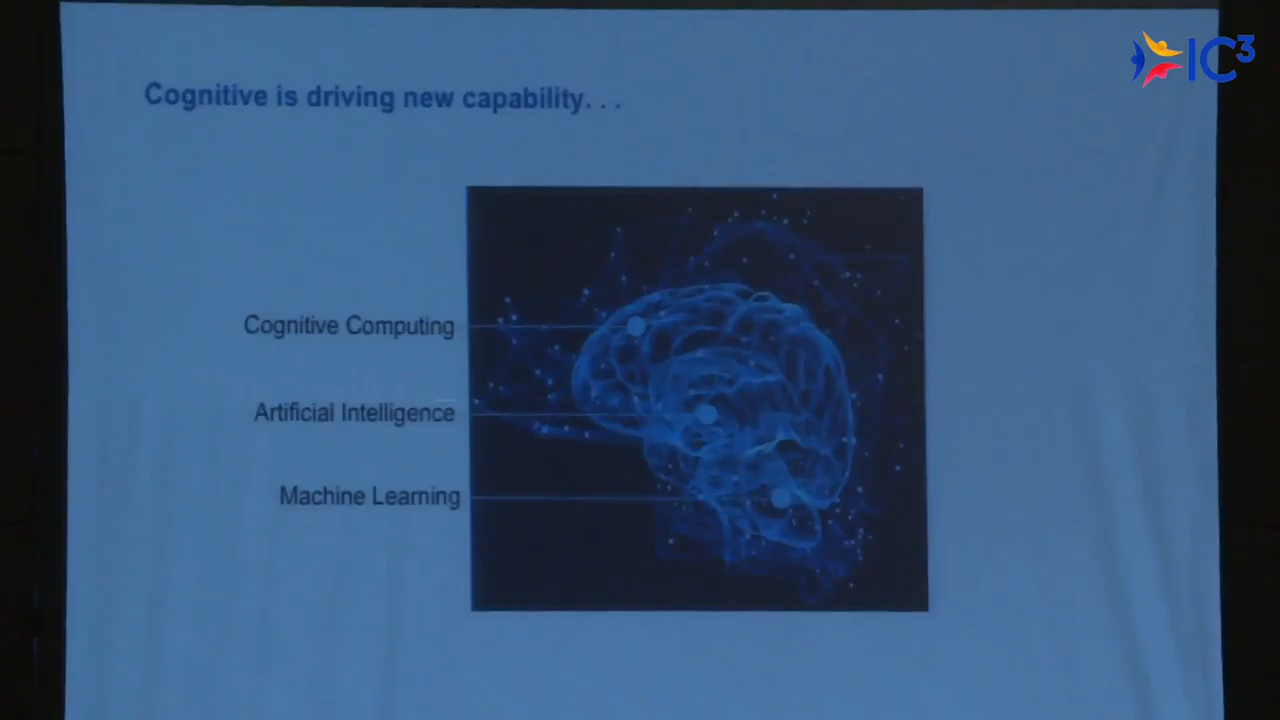 IC³
Cognitive is driving new capability. . .
Cognitive Computing
Artificial Intelligence
Machine Learning